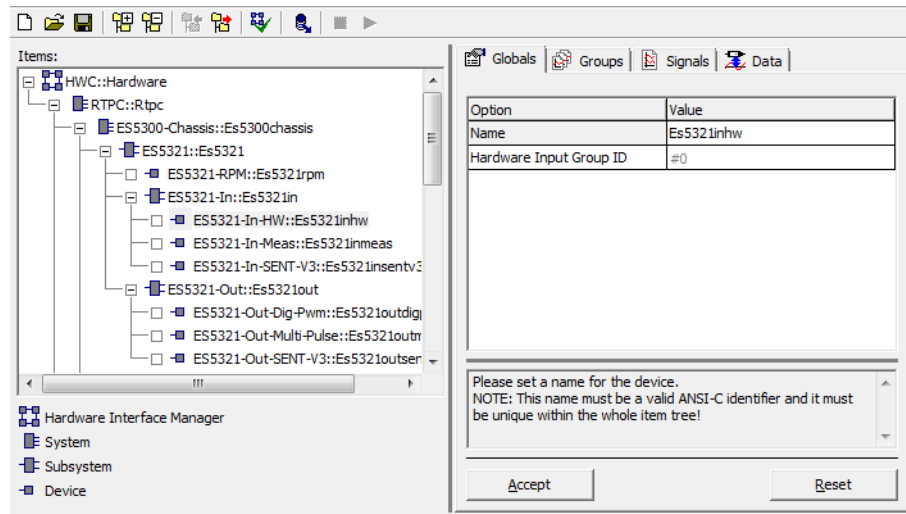 Items:
HWC::Hardware
RTPC::Rtpc
ES5300-Chassis::Es5300chassis
ES5321::Es5321
ES5321-RPM::Es5321rpm
ES5321-In::Es5321in
ES5321-In-HW::Es5321inhw
ES5321-In-Meas::Es5321inmeas
ES5321-In-SENT-V3::Es5321insentv3
ES5321-Out::Es5321out
ES5321-Out-Dig-Pwm::Es5321outdig
ES5321-Out-Multi-Pulse::Es5321outm
ES5321-Out-SENT-V3::Es5321outsen
Hardware Interface Manager
System
Subsystem
Device
Globals Groups Signals Data
Option Value
Name Es5321inhw
Hardware Input Group ID #0
Please set a name for the device.
NOTE: This name must be a valid ANSI-C identifier and it must
be unique within the whole item tree!
Accept Reset